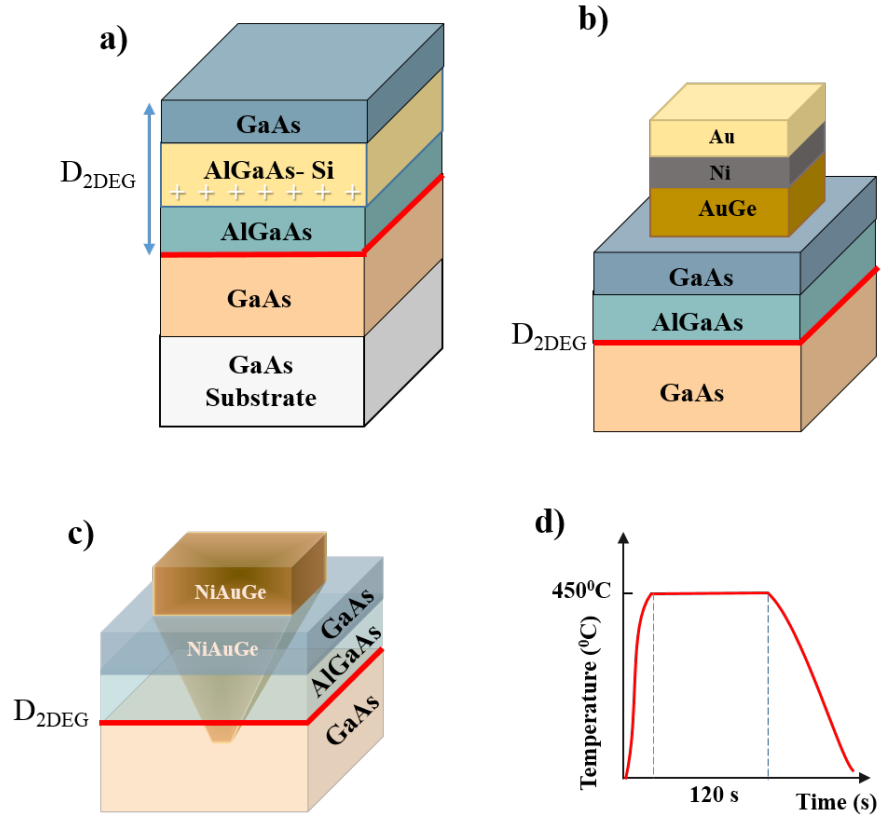 a)
GaAs
AlGaAs- Si
+ + + + + + +
D2DEG
AlGaAs
GaAs
GaAs
Substrate
b)
Au
Ni
AuGe
GaAs
AlGaAs
D2DEG
GaAs
c)
NiAuGe
NiAuGe
GaAs
AlGaAs
D2DEG
GaAs
d)
450⁰C
Temperature (⁰C)
120 s
Time (s)